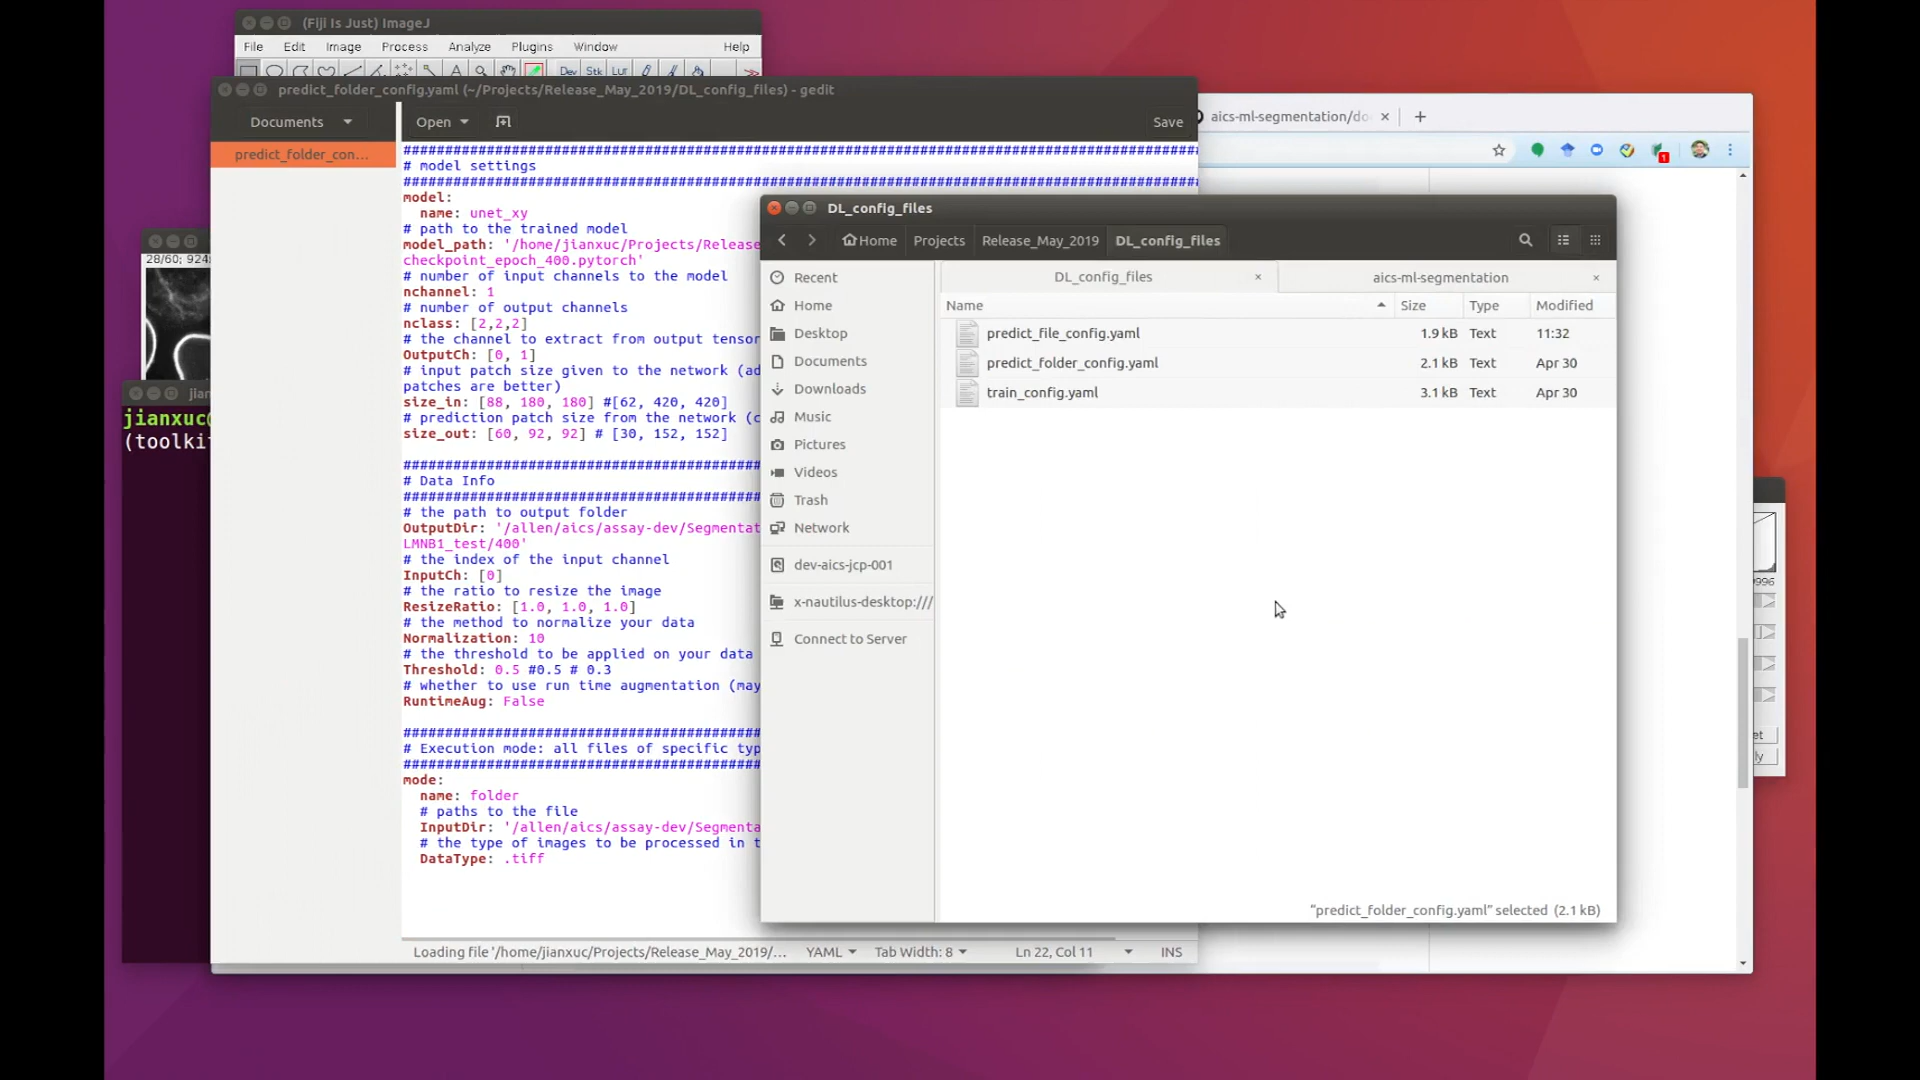 (Fiji Is Just) ImageJ
File Edit Image Process Analyze Plugins Window Help
Dev Stk Lut
predict_folder_config.yaml (~/Projects/Release_May_2019/DL_config_files) - gedit
Documents
Open
Save
predict_folder_con...
################################################################################################
# model settings
################################################################################################
model:
name: unet_xy
# path to the trained model
model_path: '/home/jianxuc/Projects/Release
checkpoint_epoch_400.pytorch'
# number of input channels to the model
nchannel: 1
# number of output channels
nclass: [2,2,2]
# the channel to extract from output tensor
OutputCh: [0, 1]
# input patch size given to the network (ad
patches are better)
size_in: [88, 180, 180] #[62, 420, 420]
# prediction patch size from the network (c
size_out: [60, 92, 92] # [30, 152, 152]
###########################################
# Data Info
###########################################
# the path to output folder
OutputDir: '/allen/aics/assay-dev/Segmentat
LMNB1_test/400'
# the index of the input channel
InputCh: [0]
# the ratio to resize the image
ResizeRatio: [1.0, 1.0, 1.0]
# the method to normalize your data
Normalization: 10
# the threshold to be applied on your data
Threshold: 0.5 #0.5 # 0.3
# whether to use run time augmentation (may
RuntimeAug: False
###########################################
# Execution mode: all files of specific typ
###########################################
mode:
name: folder
# paths to the file
InputDir: '/allen/aics/assay-dev/Segmenta
# the type of images to be processed in t
DataType: .tiff
Loading file '/home/jianxuc/Projects/Release_May_2019/... YAML Tab Width: 8 Ln 22, Col 11 INS
28/60; 924
jian
jianxuc@
(toolki
aics-ml-segmentation/do
1
DL_config_files
Home Projects Release_May_2019 DL_config_files
Recent
Home
Desktop
Documents
Downloads
Music
Pictures
Videos
Trash
Network
dev-aics-jcp-001
x-nautilus-desktop:///
Connect to Server
DL_config_files aics-ml-segmentation
Name Size Type Modified
predict_file_config.yaml 1.9 kB Text 11:32
predict_folder_config.yaml 2.1 kB Text Apr 30
train_config.yaml 3.1 kB Text Apr 30
"predict_folder_config.yaml" selected (2.1 kB)
9996
et
ly